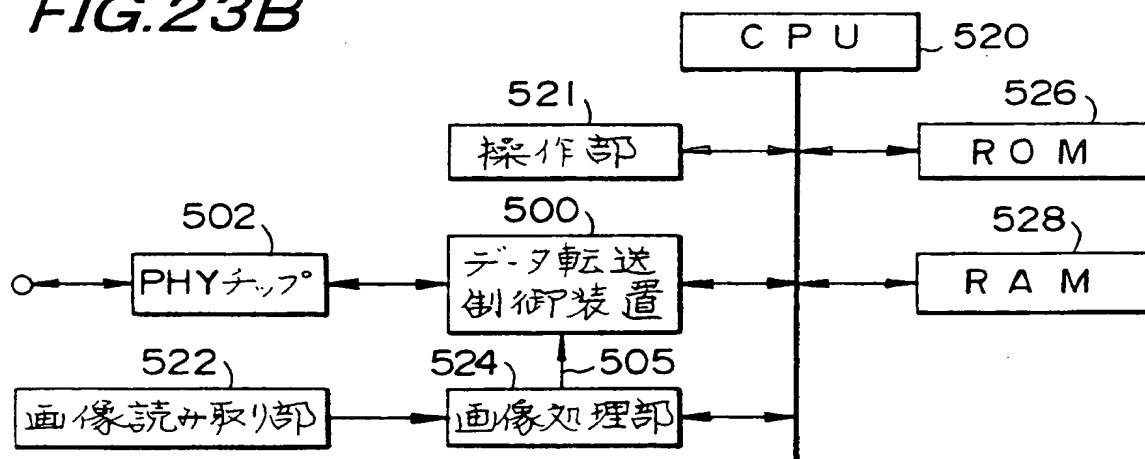 FIG.23B
CPU
520
521
操作部
526
ROM
502
PHYチップ
500
データ転送
制御装置
528
RAM
522
画像読み取り部
524
505
画像処理部